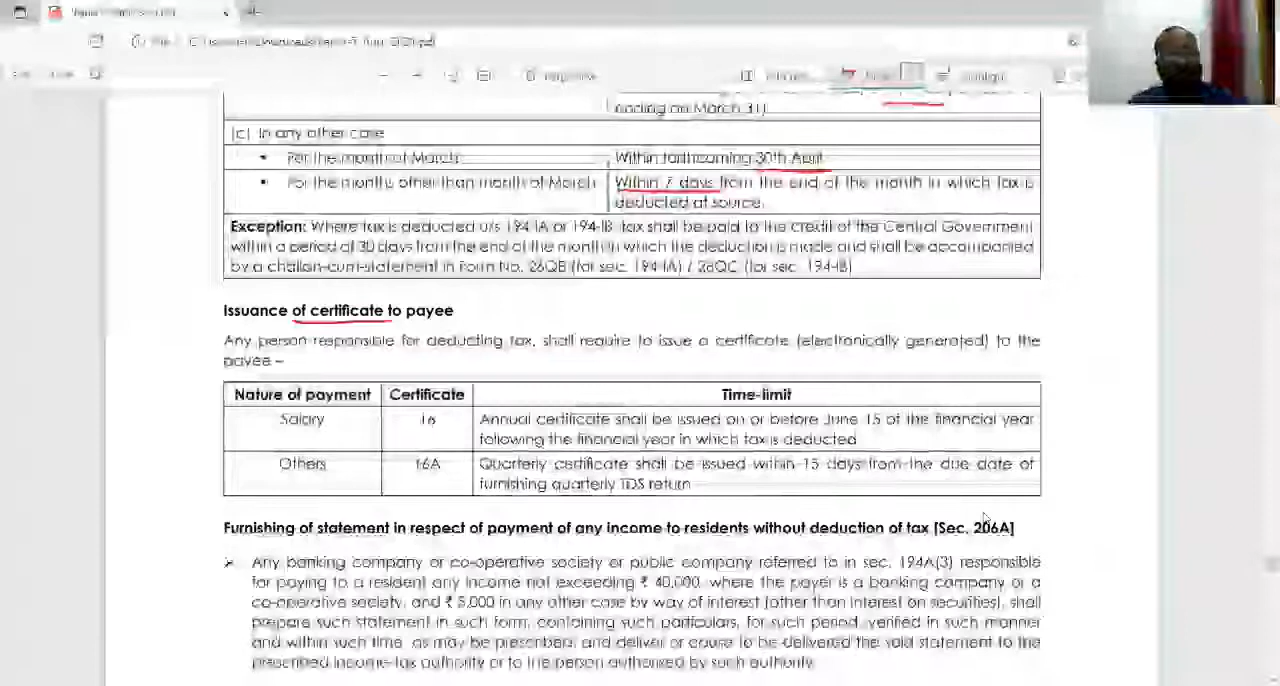 ending on March 31)
(c) In any other case
• For the month of March
Within forthcoming 30th April
• For the months other than month of March
Within 7 days from the end of the month in which tax is
deducted at source.
Exception: Where tax is deducted u/s 194-IA or 194-IB, tax shall be paid to the credit of the Central Government
within a period of 30 days from the end of the month in which the deduction is made and shall be accompanied
by a challan-cum-statement in Form No. 26QB (for sec. 194-IA) / 26QC (for sec. 194-IB)
Issuance of certificate to payee
Any person responsible for deducting tax, shall require to issue a certificate (electronically generated) to the
payee –
Nature of payment Certificate Time-limit
Salary 16 Annual certificate shall be issued on or before June 15 of the financial year
following the financial year in which tax is deducted
Others 16A Quarterly certificate shall be issued within 15 days from the due date of
furnishing quarterly TDS return
Furnishing of statement in respect of payment of any income to residents without deduction of tax [Sec. 206A]
➢ Any banking company or co-operative society or public company referred to in sec. 194A(3) responsible
for paying to a resident any income not exceeding ₹ 40,000, where the payer is a banking company or a
co-operative society, and ₹ 5,000 in any other case by way of interest (other than interest on securities), shall
prepare such statement in such form, containing such particulars, for such period, verified in such manner
and within such time, as may be prescribed, and deliver or cause to be delivered the said statement to the
prescribed income-tax authority or to the person authorised by such authority.